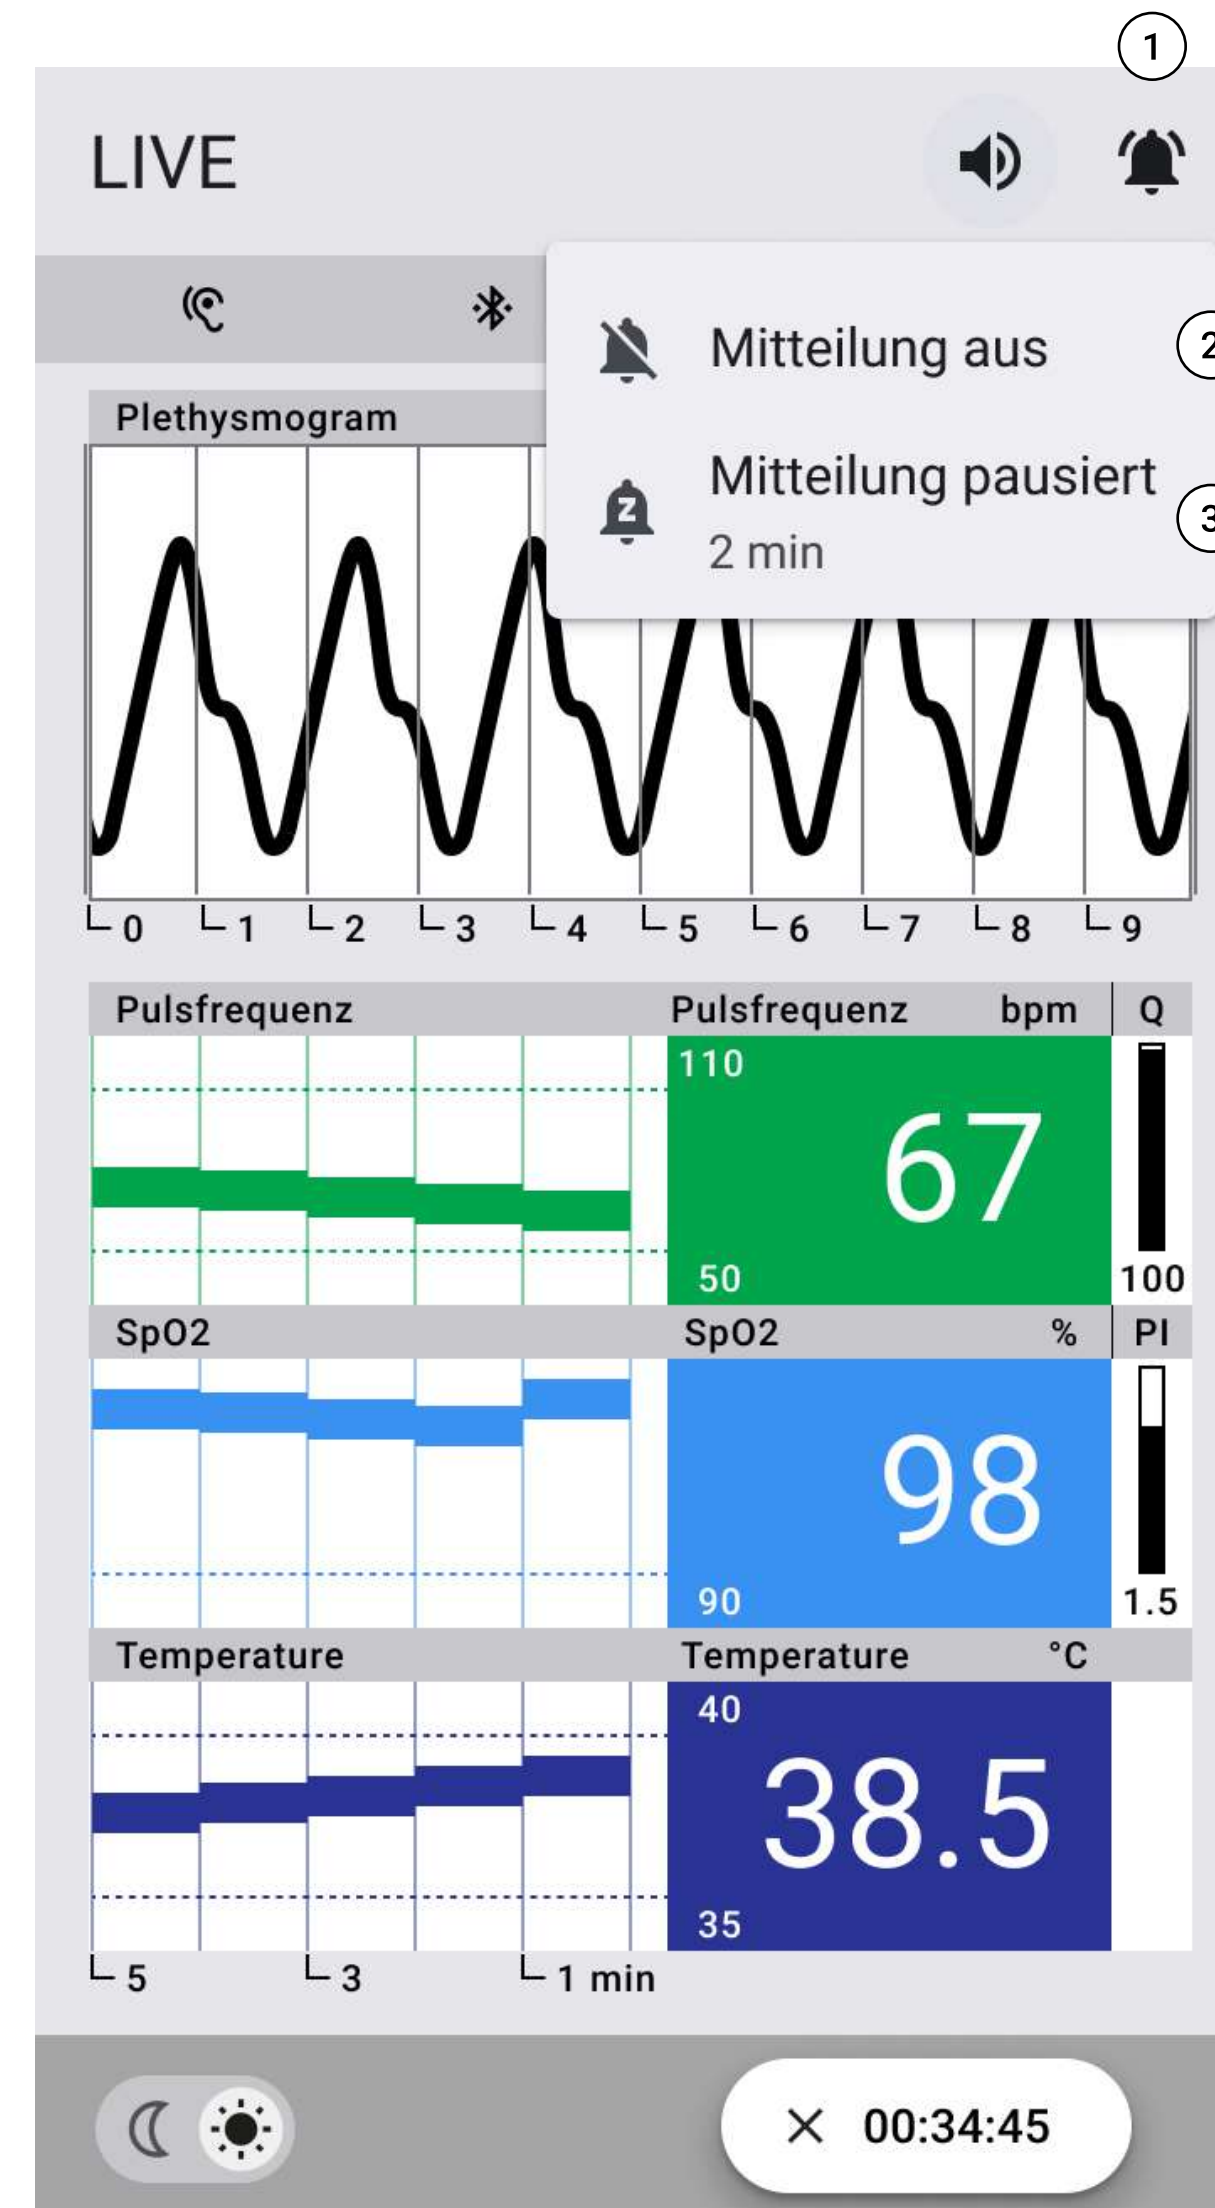 1
LIVE
Mitteilung aus
2
Mitteilung pausiert
2 min
3
Plethysmogram
0 1 2 3 4 5 6 7 8 9
Pulsfrequenz Pulsfrequenz bpm Q
110
67
50
100
SpO2 SpO2 % PI
98
90
1.5
Temperature Temperature °C
40
38.5
35
5 3 1 min
00:34:45